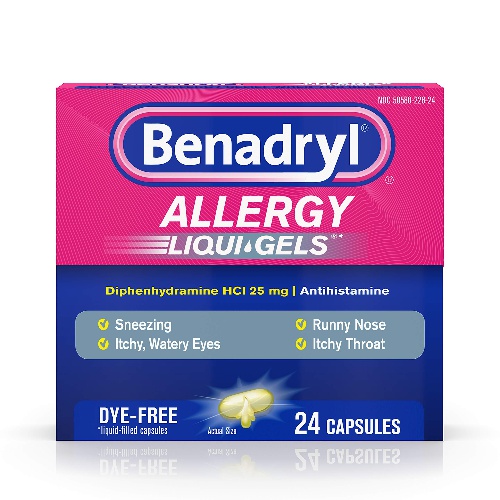 NDC 50580-226-24
Benadryl®
®
ALLERGY
LIQUI•GELS®*
Diphenhydramine HCl 25 mg | Antihistamine
Sneezing
Runny Nose
Itchy, Watery Eyes
Itchy Throat
DYE-FREE
*liquid-filled capsules
Actual Size
24 CAPSULES